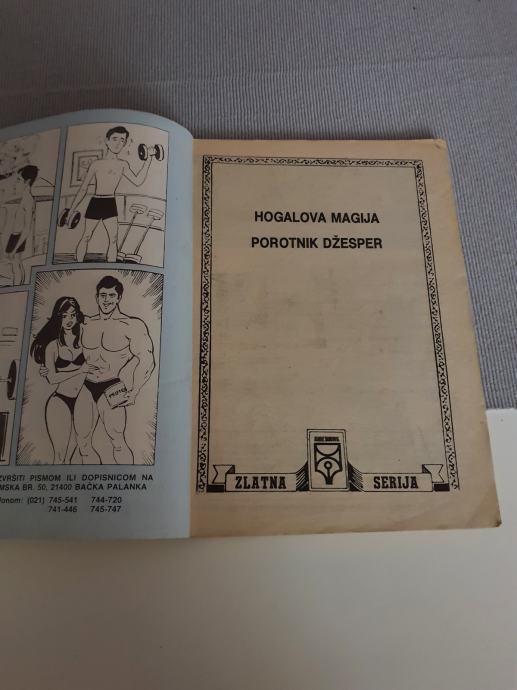 ZVRŠITI PISMOM ILI DOPISNICOM NA
MSKA BR. 50, 21400 BAČKA PALANKA
fonom: (021) 745-541 744-720
741-446 745-747
HOGALOVA MAGIJA
POROTNIK DŽESPER
ZLATNA SERIJA